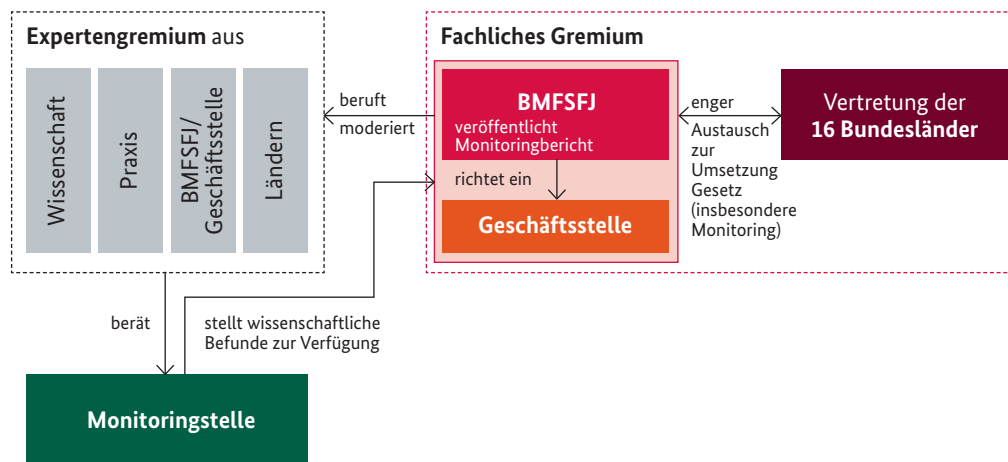 Expertengremium aus
Wissenschaft
Praxis
BMFSFJ/
Geschäftsstelle
Ländern
beruft
moderiert
Fachliches Gremium
BMFSFJ
veröffentlicht
Monitoringbericht
richtet ein
Geschäftsstelle
enger
Austausch
zur
Umsetzung
Gesetz
(insbesondere
Monitoring)
Vertretung der
16 Bundesländer
berät
stellt wissenschaftliche
Befunde zur Verfügung
Monitoringstelle